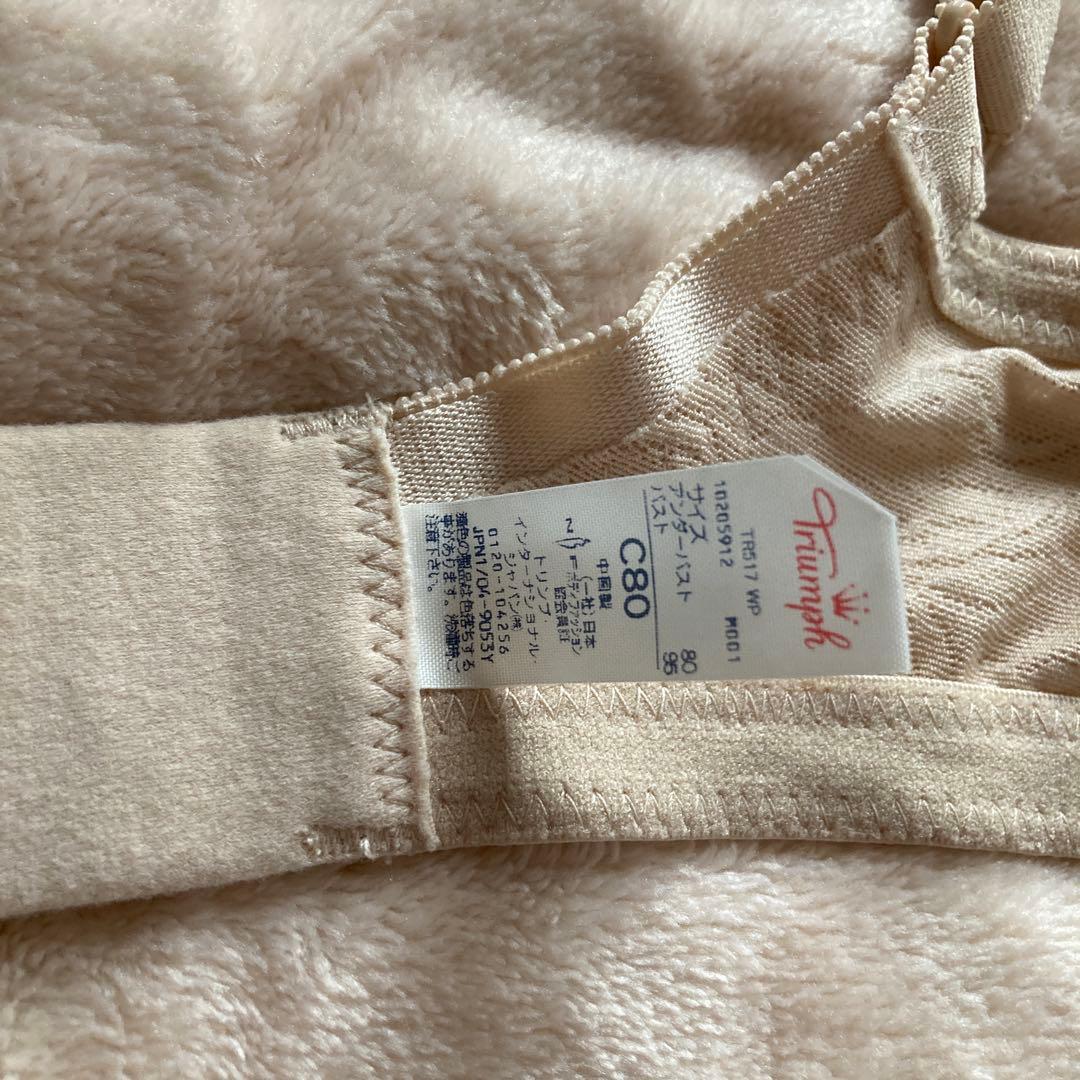 Triumph
TR517 WP M001
10205912
サイズ
アンダーバスト 80
バスト 95
C80
中国製
(一社)日本
ボディファッション
協会員証
トリンプ・
インターナショナル・
ジャパン(株)
0120-104256
JPN1/04-9053Y
濃色の製品は色落ちする
事があります。洗濯時ご
注意下さい。